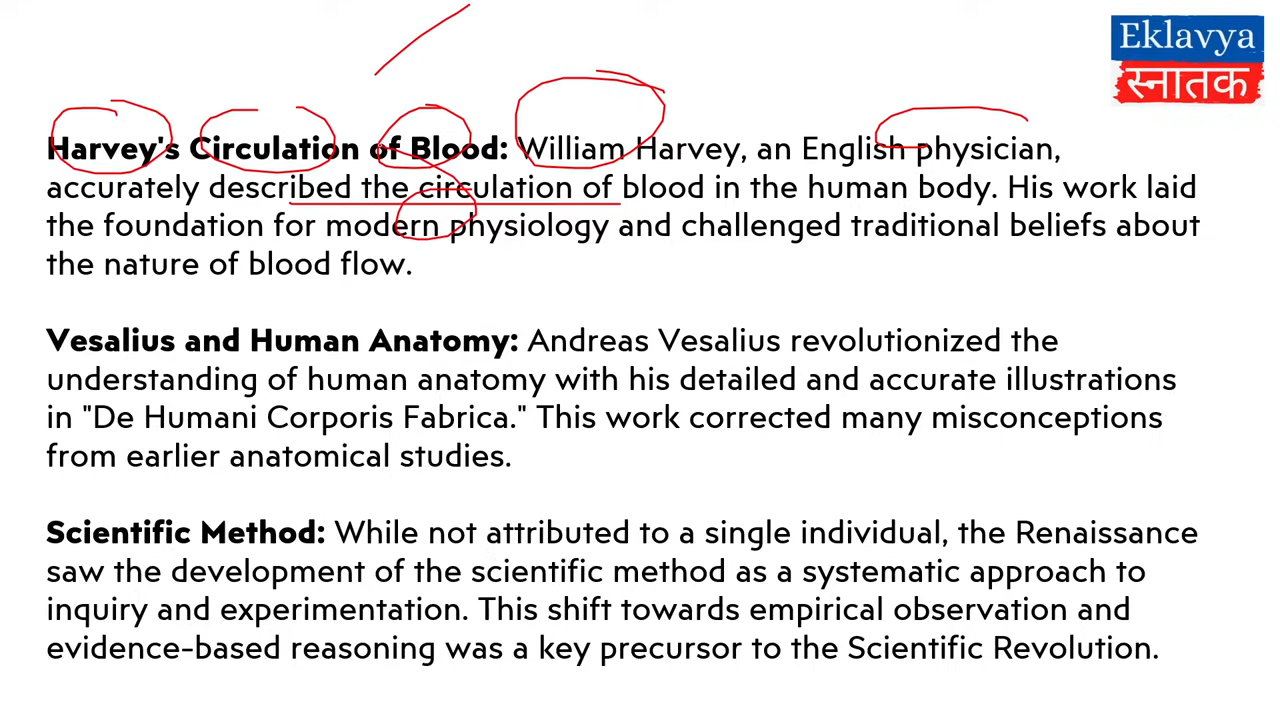 Eklavya
स्नातक
Harvey's Circulation of Blood: William Harvey, an English physician,
accurately described the circulation of blood in the human body. His work laid
the foundation for modern physiology and challenged traditional beliefs about
the nature of blood flow.
Vesalius and Human Anatomy: Andreas Vesalius revolutionized the
understanding of human anatomy with his detailed and accurate illustrations
in "De Humani Corporis Fabrica." This work corrected many misconceptions
from earlier anatomical studies.
Scientific Method: While not attributed to a single individual, the Renaissance
saw the development of the scientific method as a systematic approach to
inquiry and experimentation. This shift towards empirical observation and
evidence-based reasoning was a key precursor to the Scientific Revolution.